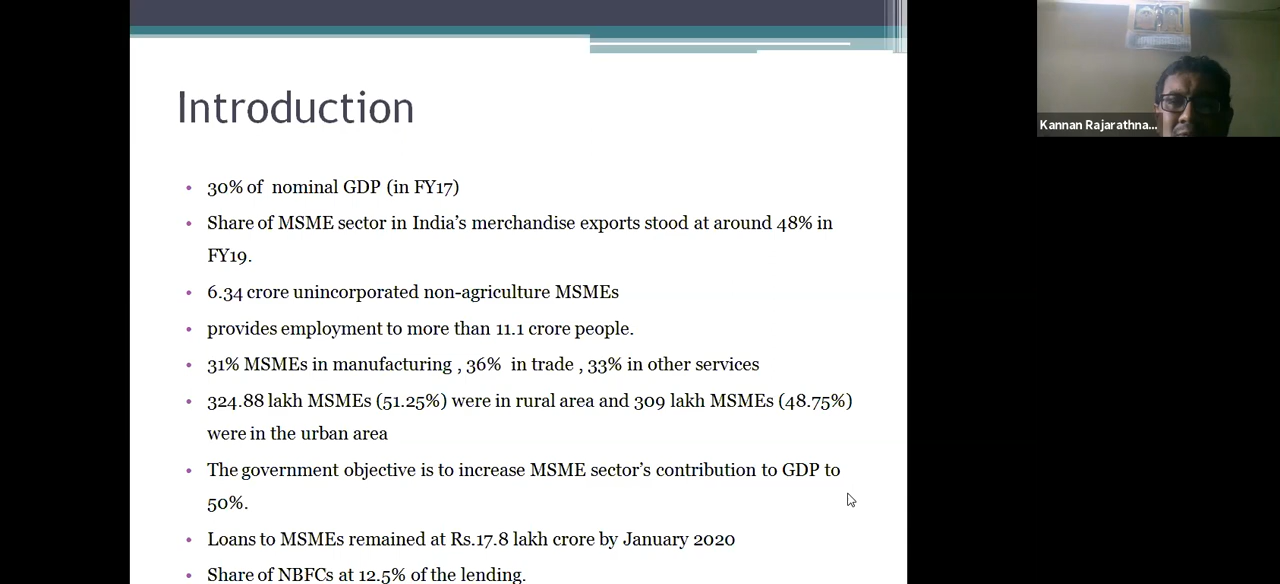 Introduction
• 30% of  nominal GDP (in FY17)
• Share of MSME sector in India's merchandise exports stood at around 48% in
FY19.
• 6.34 crore unincorporated non-agriculture MSMEs
• provides employment to more than 11.1 crore people.
• 31% MSMEs in manufacturing , 36%  in trade , 33% in other services
• 324.88 lakh MSMEs (51.25%) were in rural area and 309 lakh MSMEs (48.75%)
were in the urban area
• The government objective is to increase MSME sector's contribution to GDP to
50%.
• Loans to MSMEs remained at Rs.17.8 lakh crore by January 2020
• Share of NBFCs at 12.5% of the lending.
Kannan Rajarathna...